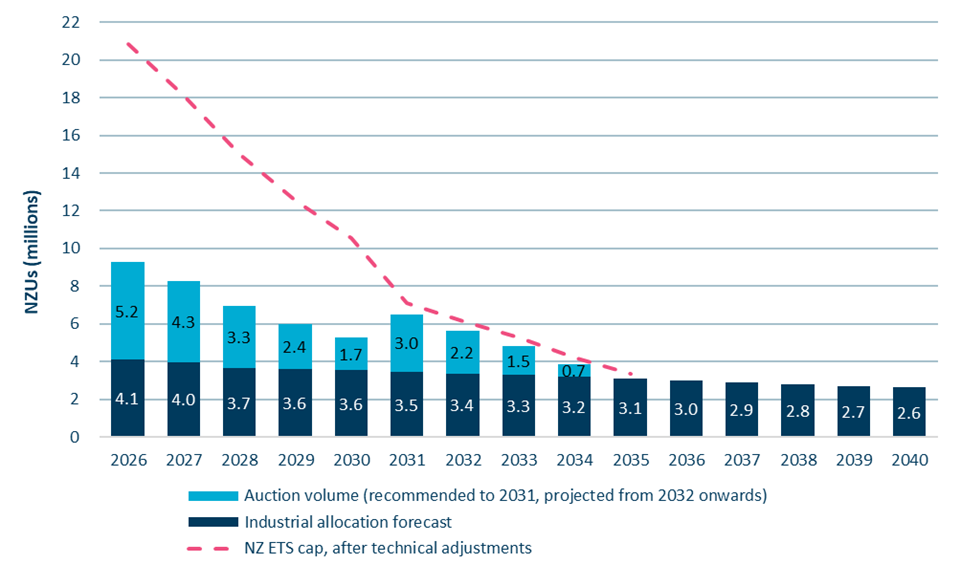 22
20
18
16
14
12
10
8
6
4
2
0
NZUs (millions)
5.2 4.3 3.3 2.4 1.7 3.0 2.2 1.5 0.7
4.1 4.0 3.7 3.6 3.6 3.5 3.4 3.3 3.2 3.1 3.0 2.9 2.8 2.7 2.6
2026 2027 2028 2029 2030 2031 2032 2033 2034 2035 2036 2037 2038 2039 2040
Auction volume (recommended to 2031, projected from 2032 onwards)
Industrial allocation forecast
NZ ETS cap, after technical adjustments